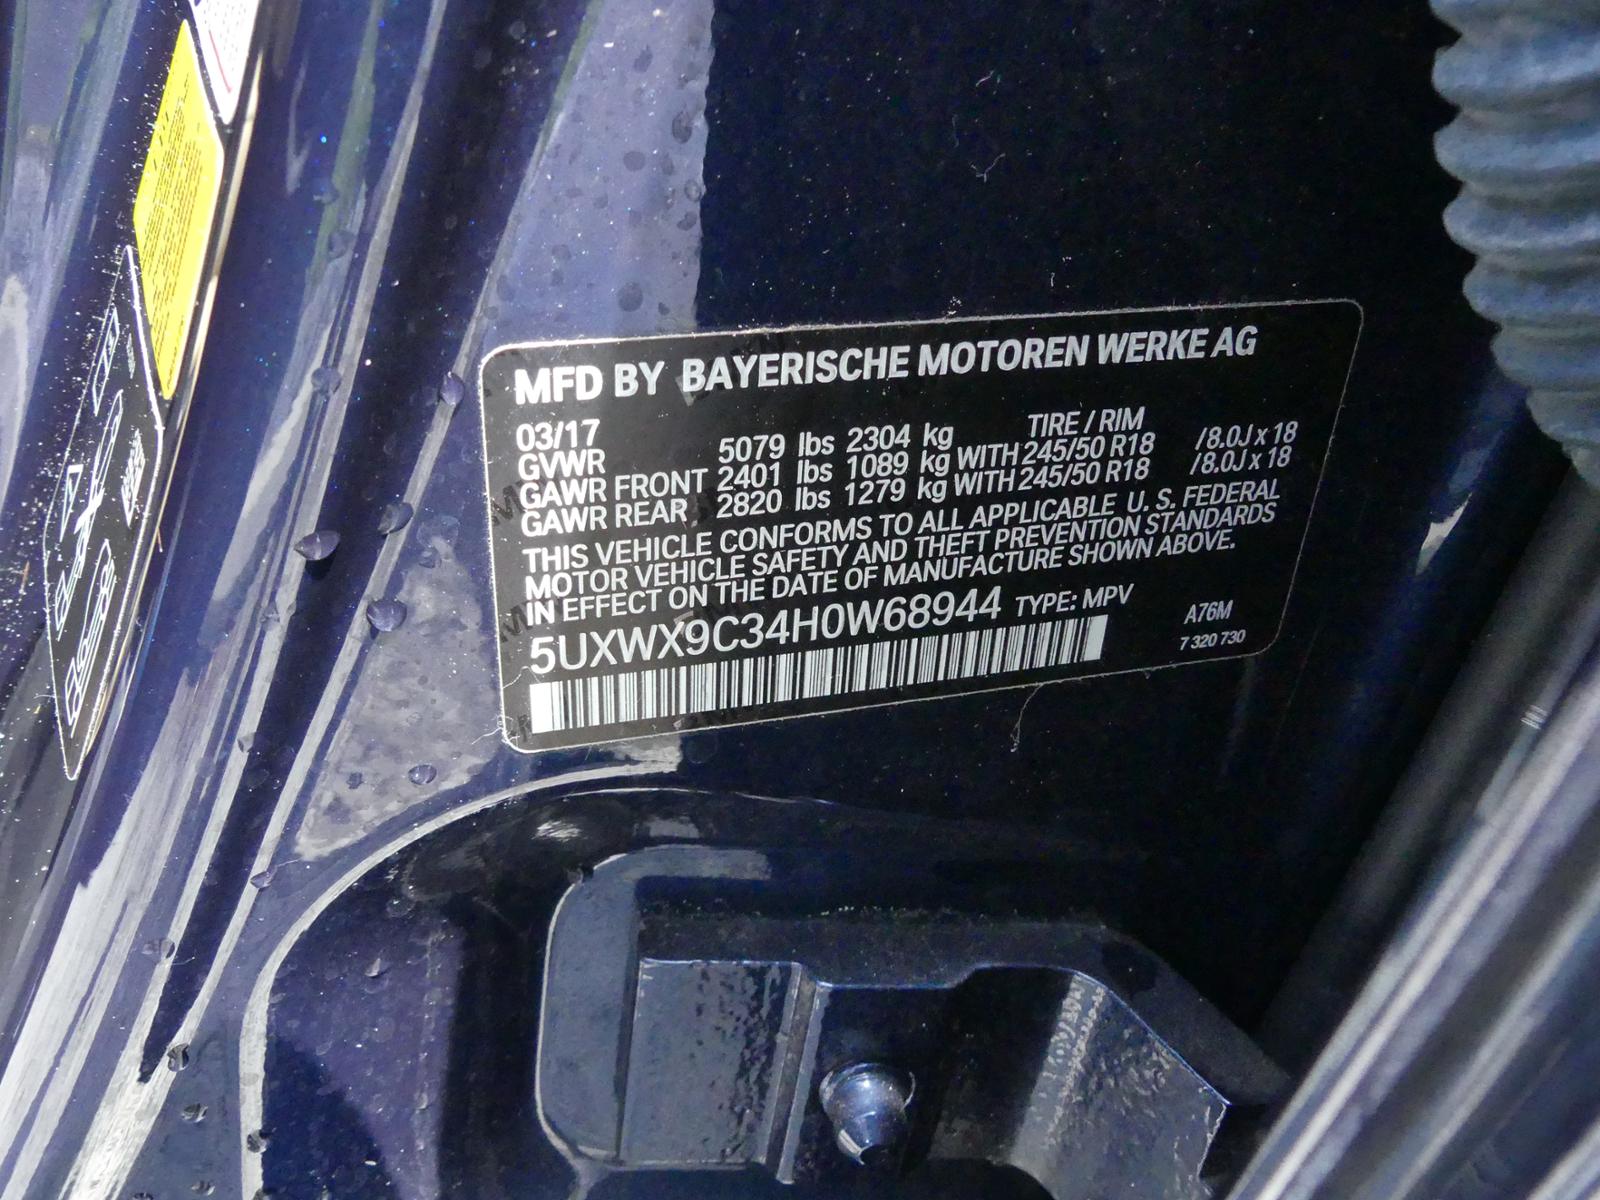 MFD BY BAYERISCHE MOTOREN WERKE AG
03/17 TIRE / RIM
GVWR 5079 lbs 2304 kg
GAWR FRONT 2401 lbs 1089 kg WITH 245/50 R18 /8.0J x 18
GAWR REAR 2820 lbs 1279 kg WITH 245/50 R18 /8.0J x 18
THIS VEHICLE CONFORMS TO ALL APPLICABLE U. S. FEDERAL
MOTOR VEHICLE SAFETY AND THEFT PREVENTION STANDARDS
IN EFFECT ON THE DATE OF MANUFACTURE SHOWN ABOVE.
5UXWX9C34H0W68944 TYPE: MPV A76M
7 320 730